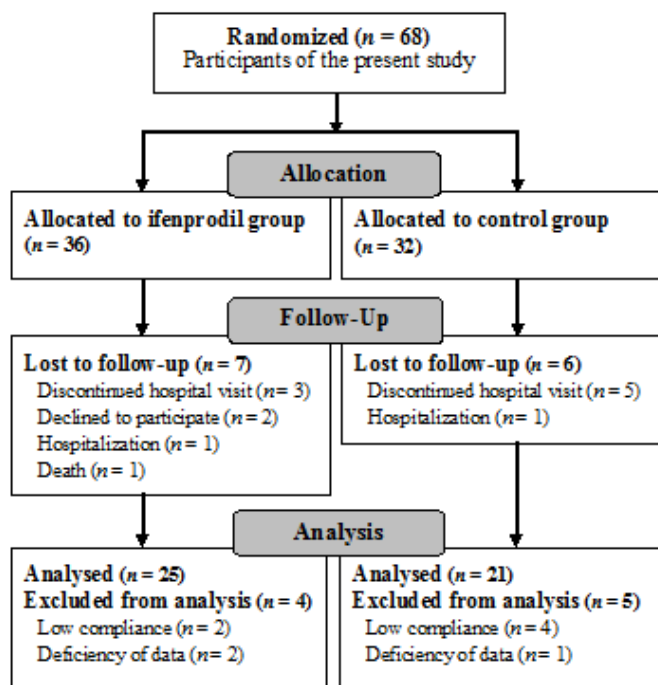 Randomized (n = 68)
Participants of the present study
Allocation
Allocated to ifenprodil group
(n = 36)
Allocated to control group
(n = 32)
Follow-Up
Lost to follow-up (n = 7)
Discontinued hospital visit (n = 3)
Declined to participate (n = 2)
Hospitalization (n = 1)
Death (n = 1)
Lost to follow-up (n = 6)
Discontinued hospital visit (n = 5)
Hospitalization (n = 1)
Analysis
Analysed (n = 25)
Excluded from analysis (n = 4)
Low compliance (n = 2)
Deficiency of data (n = 2)
Analysed (n = 21)
Excluded from analysis (n = 5)
Low compliance (n = 4)
Deficiency of data (n = 1)